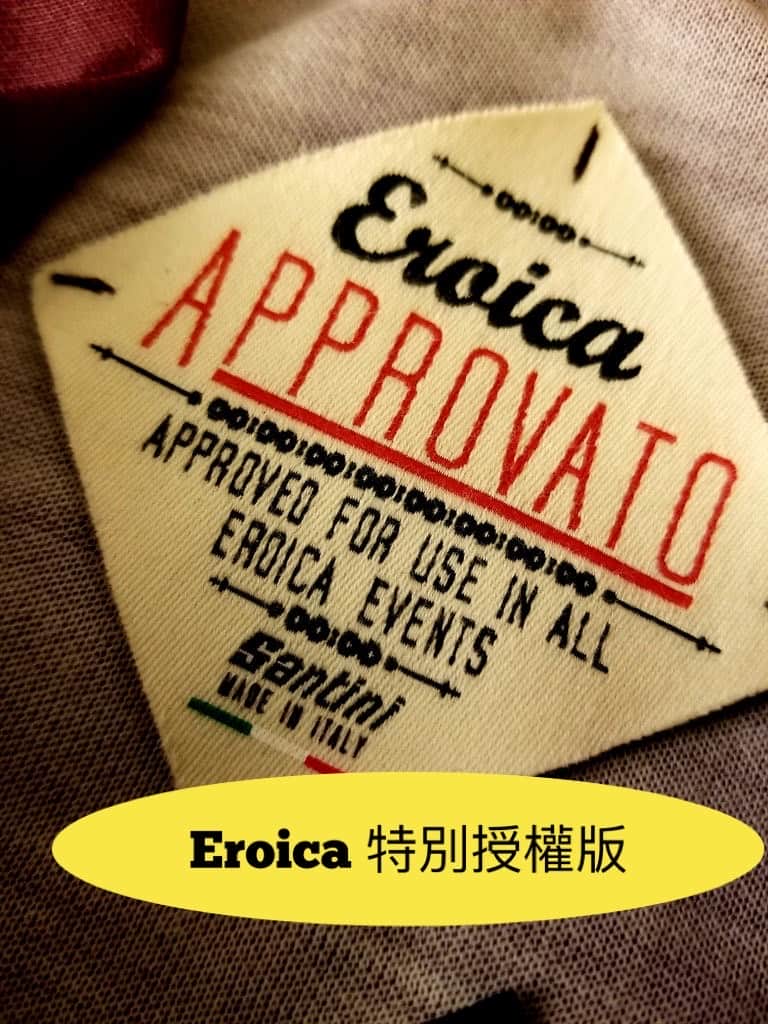 Eroica
APPROVATO
APPROVED FOR USE IN ALL
EROICA EVENTS
Santini
MADE IN ITALY
Eroica 特別授權版